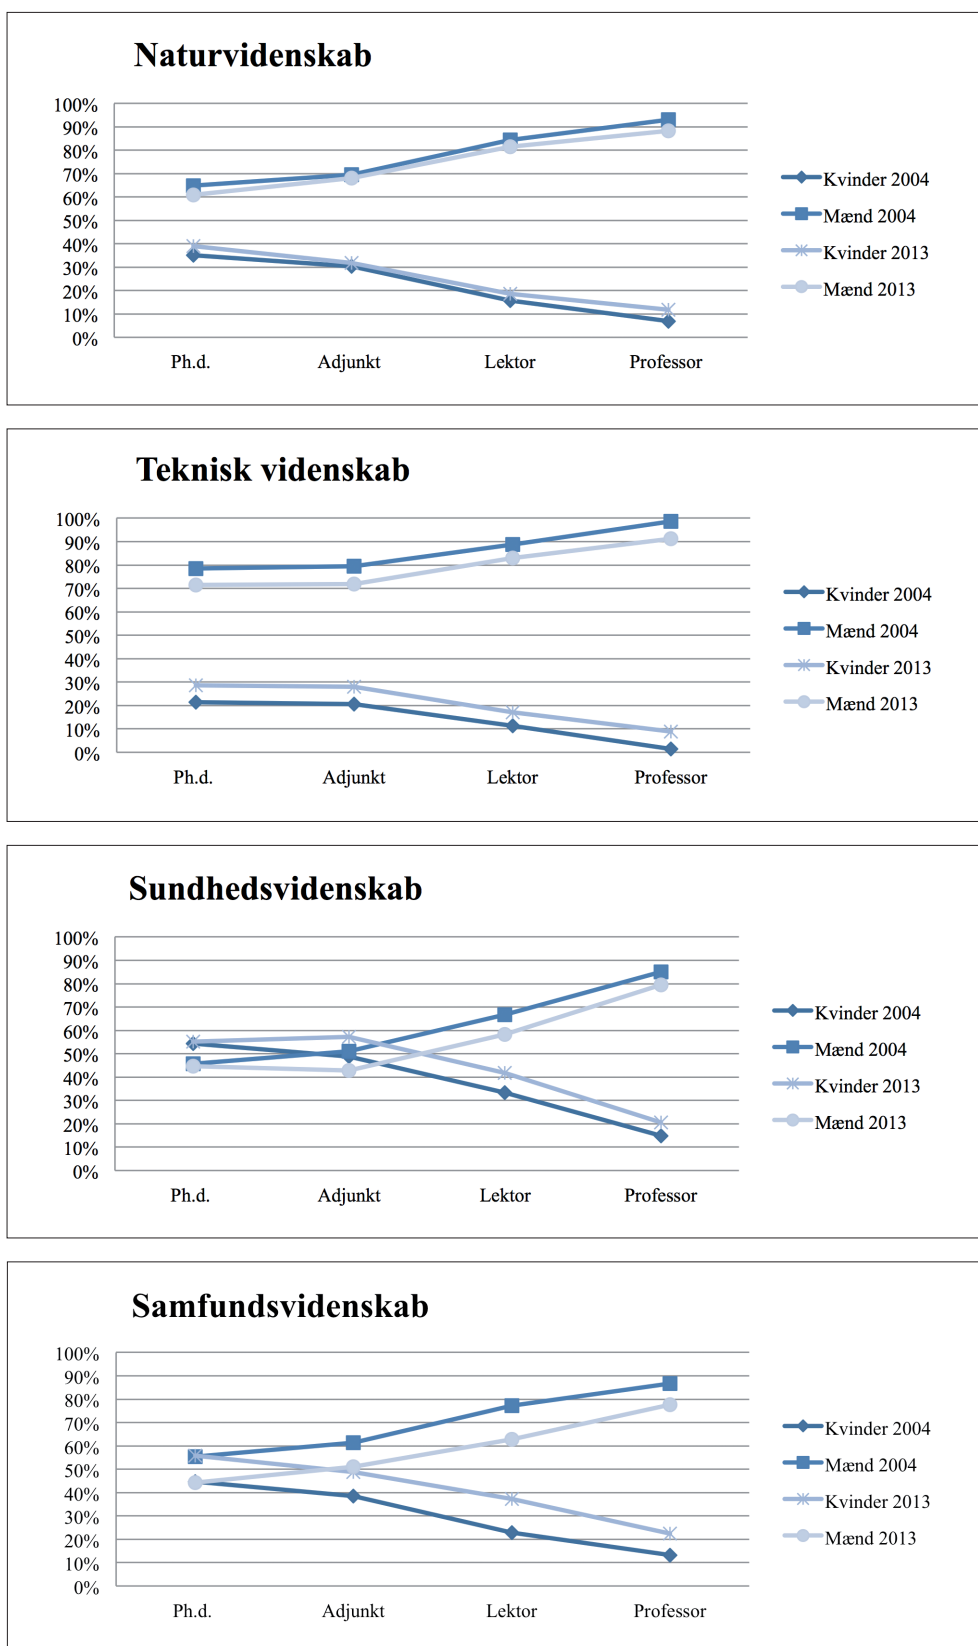 Naturvidenskab
100%
90%
80%
70%
60%
50%
40%
30%
20%
10%
0%
Ph.d. Adjunkt Lektor Professor
Kvinder 2004
Mænd 2004
Kvinder 2013
Mænd 2013
Teknisk videnskab
100%
90%
80%
70%
60%
50%
40%
30%
20%
10%
0%
Ph.d. Adjunkt Lektor Professor
Kvinder 2004
Mænd 2004
Kvinder 2013
Mænd 2013
Sundhedsvidenskab
100%
90%
80%
70%
60%
50%
40%
30%
20%
10%
0%
Ph.d. Adjunkt Lektor Professor
Kvinder 2004
Mænd 2004
Kvinder 2013
Mænd 2013
Samfundsvidenskab
100%
90%
80%
70%
60%
50%
40%
30%
20%
10%
0%
Ph.d. Adjunkt Lektor Professor
Kvinder 2004
Mænd 2004
Kvinder 2013
Mænd 2013